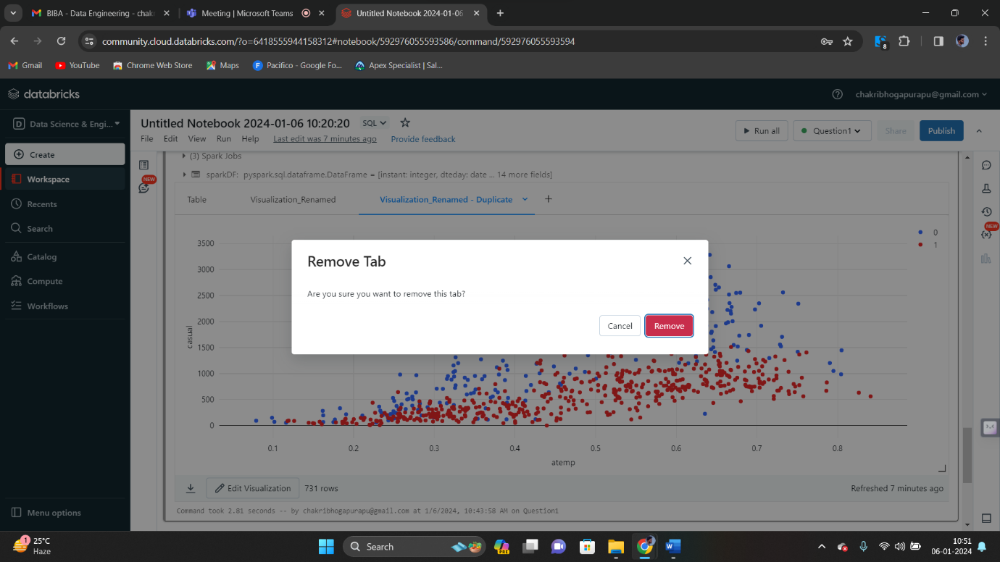 BIBA - Data Engineering - chak
Meeting | Microsoft Teams
Untitled Notebook 2024-01-06
community.cloud.databricks.com/?o=6418555944158312#notebook/592976055593586/command/592976055593594
8
Gmail
YouTube
Chrome Web Store
Maps
Pacifico - Google Fo...
Apex Specialist | Sal...
databricks
chakribhogapurapu@gmail.com
D Data Science & Engi...
Untitled Notebook 2024-01-06 10:20:20 SQL
File Edit View Run Help Last edit was 7 minutes ago Provide feedback
Run all
Question1
Share
Publish
Create
Workspace
Recents
Search
Catalog
Compute
Workflows
Menu options
NEW
NEW
(3) Spark Jobs
sparkDF: pyspark.sql.dataframe.DataFrame = [instant: integer, dteday: date ... 14 more fields]
Table Visualization_Renamed Visualization_Renamed - Duplicate +
0
1
3500
3000
2500
2000
1500
1000
500
0
casual
0.1 0.2 0.3 0.4 0.5 0.6 0.7 0.8
atemp
Remove Tab
Are you sure you want to remove this tab?
Cancel Remove
Edit Visualization 731 rows Refreshed 7 minutes ago
Command took 2.81 seconds -- by chakribhogapurapu@gmail.com at 1/6/2024, 10:43:58 AM on Question1
1
25°C
Haze
Search
PRE
10:51
06-01-2024